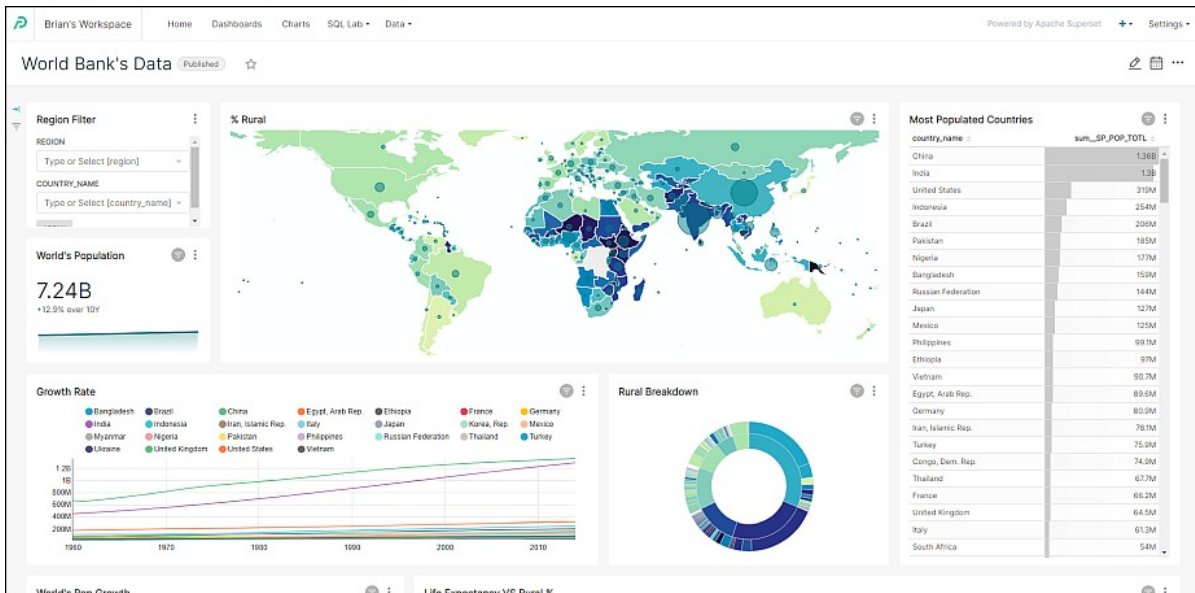 Brian's Workspace
Home
Dashboards
Charts
SQL Lab
Data
Powered by Apache Superset
+
Settings
World Bank's Data
Published
Region Filter
REGION
Type or Select [region]
COUNTRY_NAME
Type or Select [country_name]
World's Population
7.24B
+12.9% over 10Y
% Rural
Most Populated Countries
country_name sum__SP_POP_TOTL
China 1.36B
India 1.3B
United States 319M
Indonesia 254M
Brazil 206M
Pakistan 185M
Nigeria 177M
Bangladesh 159M
Russian Federation 144M
Japan 127M
Mexico 125M
Philippines 99.1M
Ethiopia 97M
Vietnam 90.7M
Egypt, Arab Rep. 89.6M
Germany 80.9M
Iran, Islamic Rep. 78.1M
Turkey 75.9M
Congo, Dem. Rep. 74.9M
Thailand 67.7M
France 66.2M
United Kingdom 64.5M
Italy 61.3M
South Africa 54M
Growth Rate
Bangladesh Brazil China Egypt, Arab Rep. Ethiopia France Germany
India Indonesia Iran, Islamic Rep. Italy Japan Korea, Rep. Mexico
Myanmar Nigeria Pakistan Philippines Russian Federation Thailand Turkey
Ukraine United Kingdom United States Vietnam
1.2B
1B
800M
600M
400M
200M
1960 1970 1980 1990 2000 2010
Rural Breakdown
World's Pop Growth
Life Expectancy VS Rural %